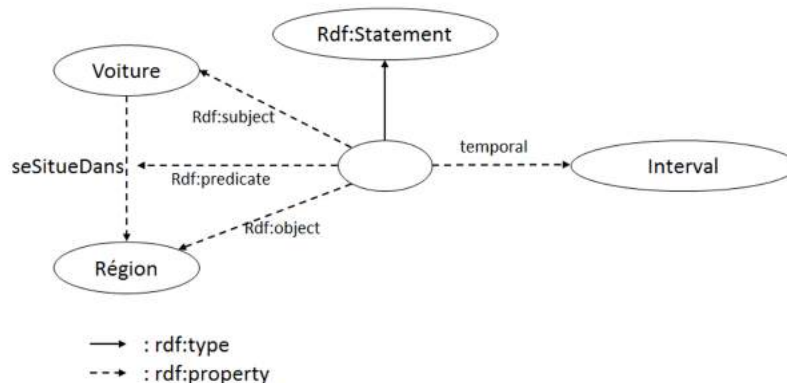 Rdf:Statement
Voiture
Rdf:subject
temporal
seSitueDans
Rdf:predicate
Interval
Rdf:object
Région
: rdf:type
: rdf:property